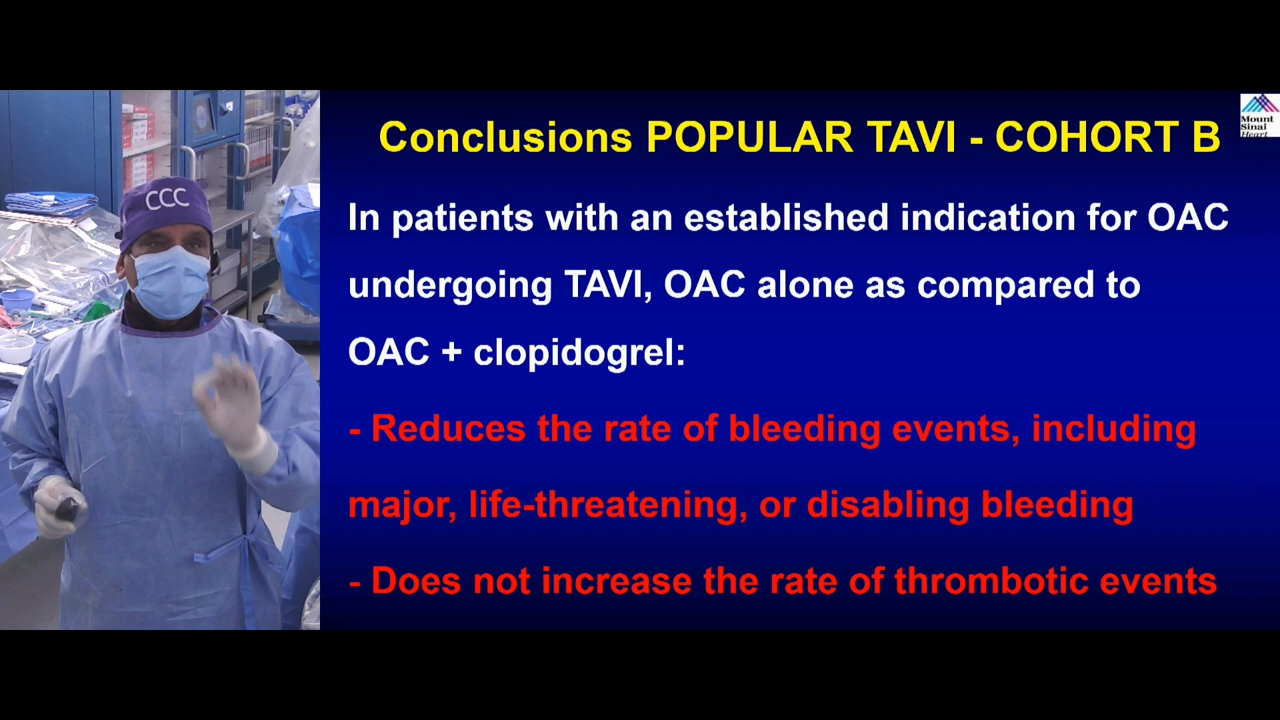 CCC
Conclusions POPULAR TAVI - COHORT B
Mount
Sinai
Heart
In patients with an established indication for OAC
undergoing TAVI, OAC alone as compared to
OAC + clopidogrel:
- Reduces the rate of bleeding events, including
major, life-threatening, or disabling bleeding
- Does not increase the rate of thrombotic events